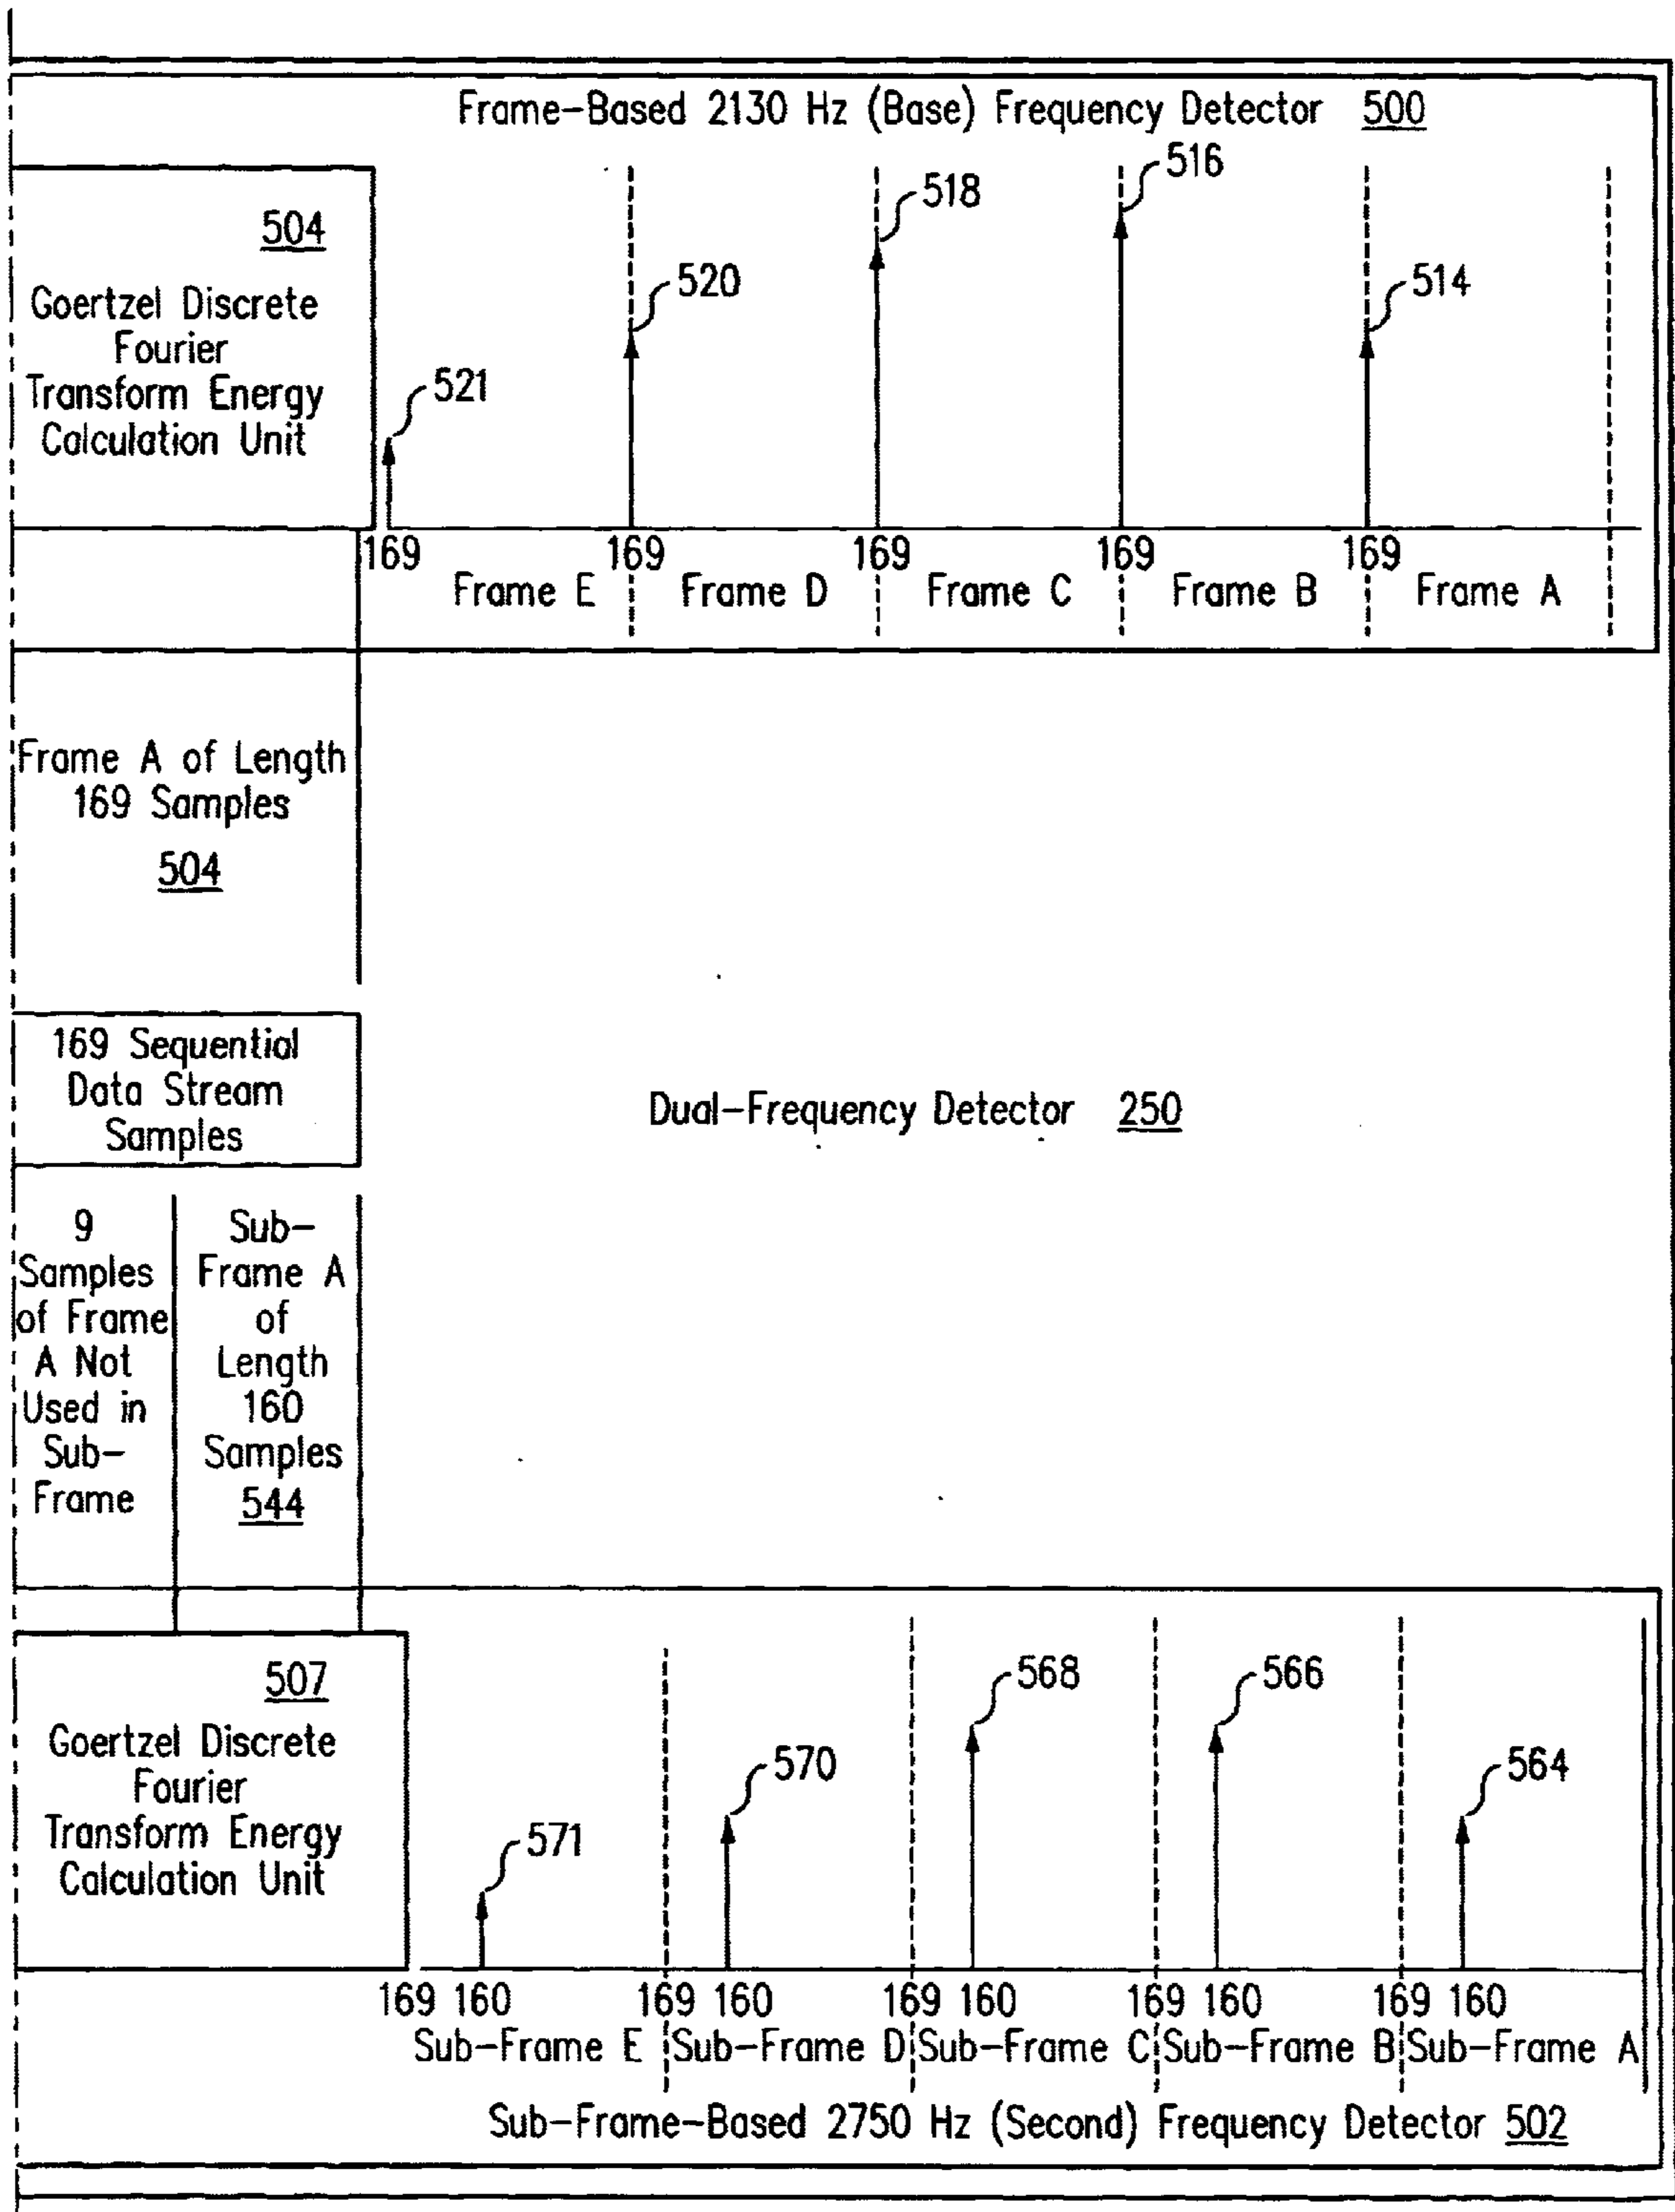 Frame-Based 2130 Hz (Base) Frequency Detector 500
516
518
504
520
514
Goertzel Discrete
Fourier
Transform Energy
Calculation Unit
521
169 169 169 169 169
Frame E Frame D Frame C Frame B Frame A
Frame A of Length
169 Samples
504
169 Sequential
Data Stream
Samples
Dual-Frequency Detector 250
9
Samples
of Frame
A Not
Used in
Sub-
Frame
Sub-
Frame A
of
Length
160
Samples
544
507
Goertzel Discrete
Fourier
Transform Energy
Calculation Unit
568
566
570
564
571
169 160 169 160 169 160 169 160 169 160
Sub-Frame E Sub-Frame D Sub-Frame C Sub-Frame B Sub-Frame A
Sub-Frame-Based 2750 Hz (Second) Frequency Detector 502